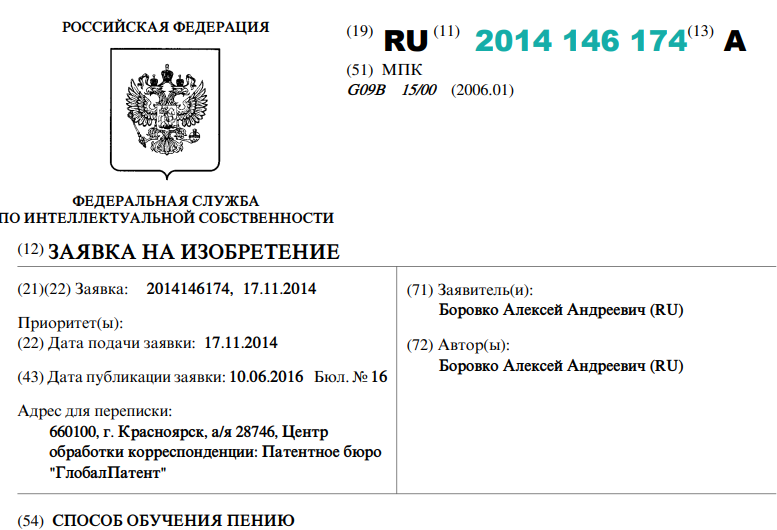 РОССИЙСКАЯ ФЕДЕРАЦИЯ
ФЕДЕРАЛЬНАЯ СЛУЖБА
ПО ИНТЕЛЛЕКТУАЛЬНОЙ СОБСТВЕННОСТИ
(19) RU (11) 2014 146 174 (13) A
(51) МПК
G09B 15/00 (2006.01)
(12) ЗАЯВКА НА ИЗОБРЕТЕНИЕ
(21)(22) Заявка: 2014146174, 17.11.2014
Приоритет(ы):
(22) Дата подачи заявки: 17.11.2014
(43) Дата публикации заявки: 10.06.2016 Бюл. № 16
Адрес для переписки:
660100, г. Красноярск, а/я 28746, Центр
обработки корреспонденции: Патентное бюро
"ГлобалПатент"
(71) Заявитель(и):
Боровко Алексей Андреевич (RU)
(72) Автор(ы):
Боровко Алексей Андреевич (RU)
(54) СПОСОБ ОБУЧЕНИЯ ПЕНИЮ